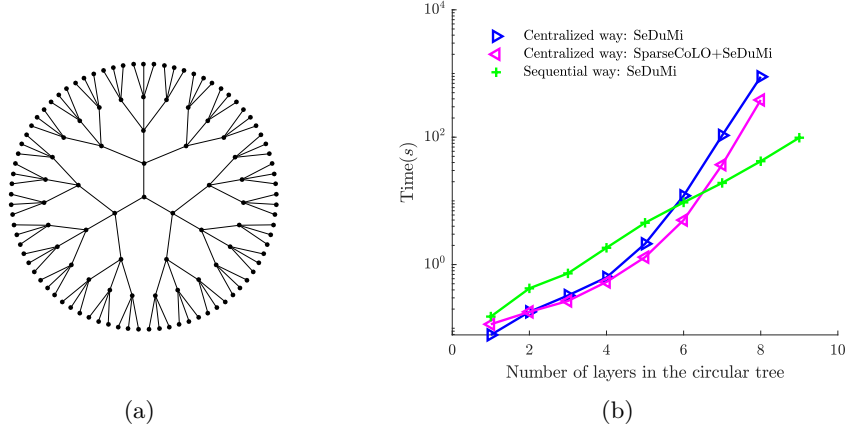 10^4
Centralized way: SeDuMi
Centralized way: SparseCoLO+SeDuMi
Sequential way: SeDuMi
10^2
Time(s)
10^0
0 2 4 6 8 10
Number of layers in the circular tree
(a) (b)